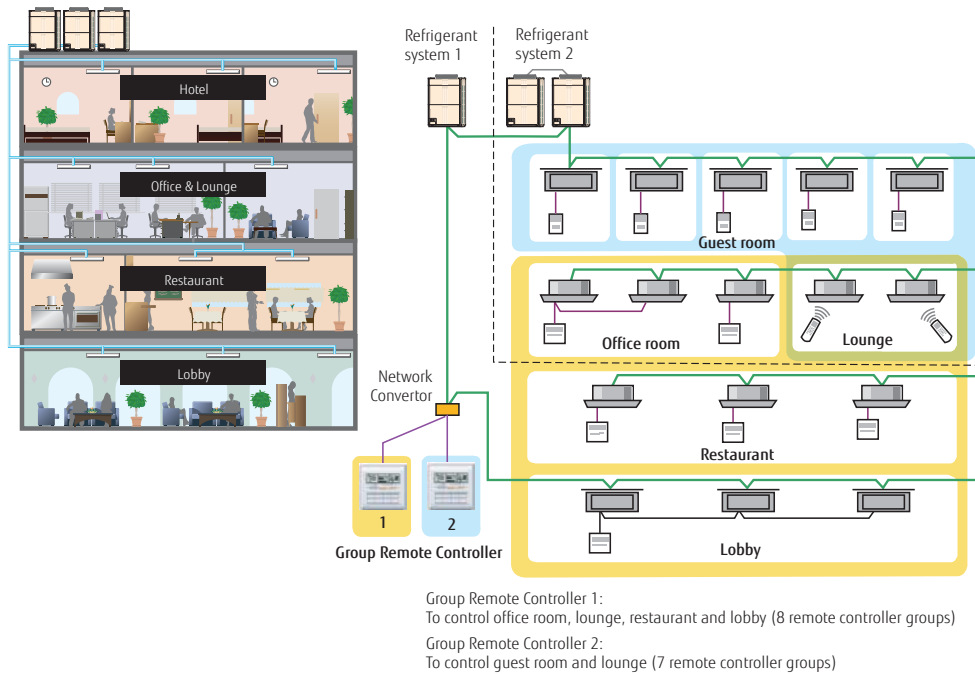 Hotel
Office & Lounge
Restaurant
Lobby
Refrigerant
system 1
Refrigerant
system 2
Guest room
Office room
Lounge
Restaurant
Lobby
Network
Convertor
1
2
Group Remote Controller
Group Remote Controller 1:
To control office room, lounge, restaurant and lobby (8 remote controller groups)
Group Remote Controller 2:
To control guest room and lounge (7 remote controller groups)